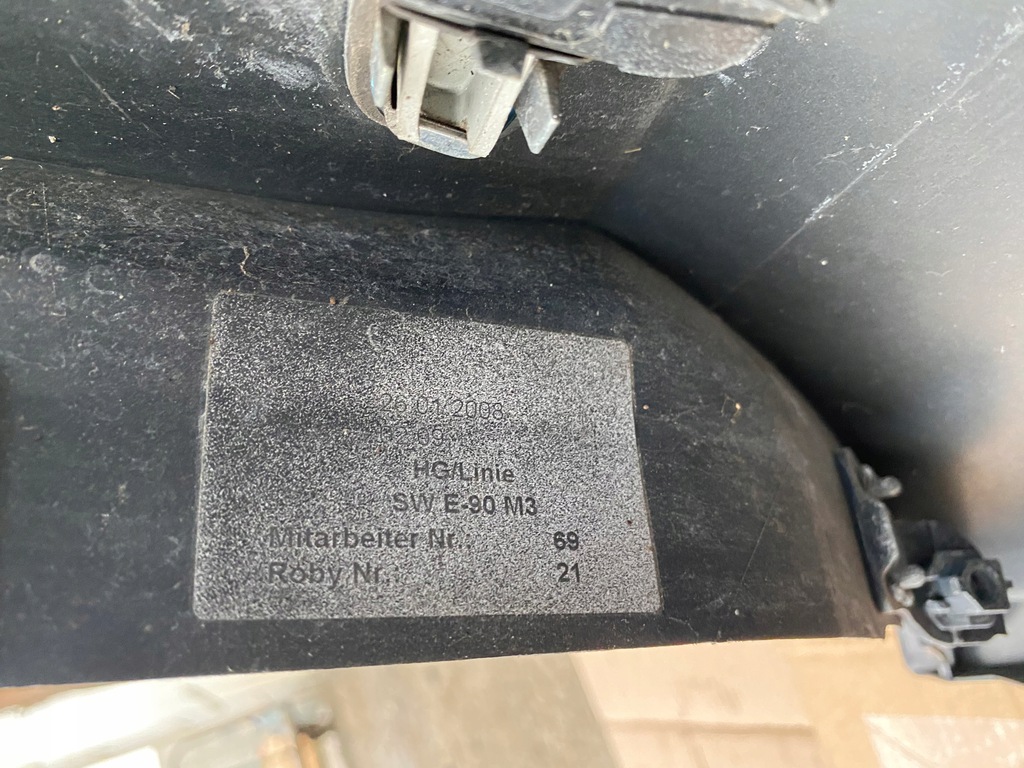 26.01.2008
HG/Linie
SW E-90 M3
Mitarbeiter Nr.: 69
Roby Nr.: 21